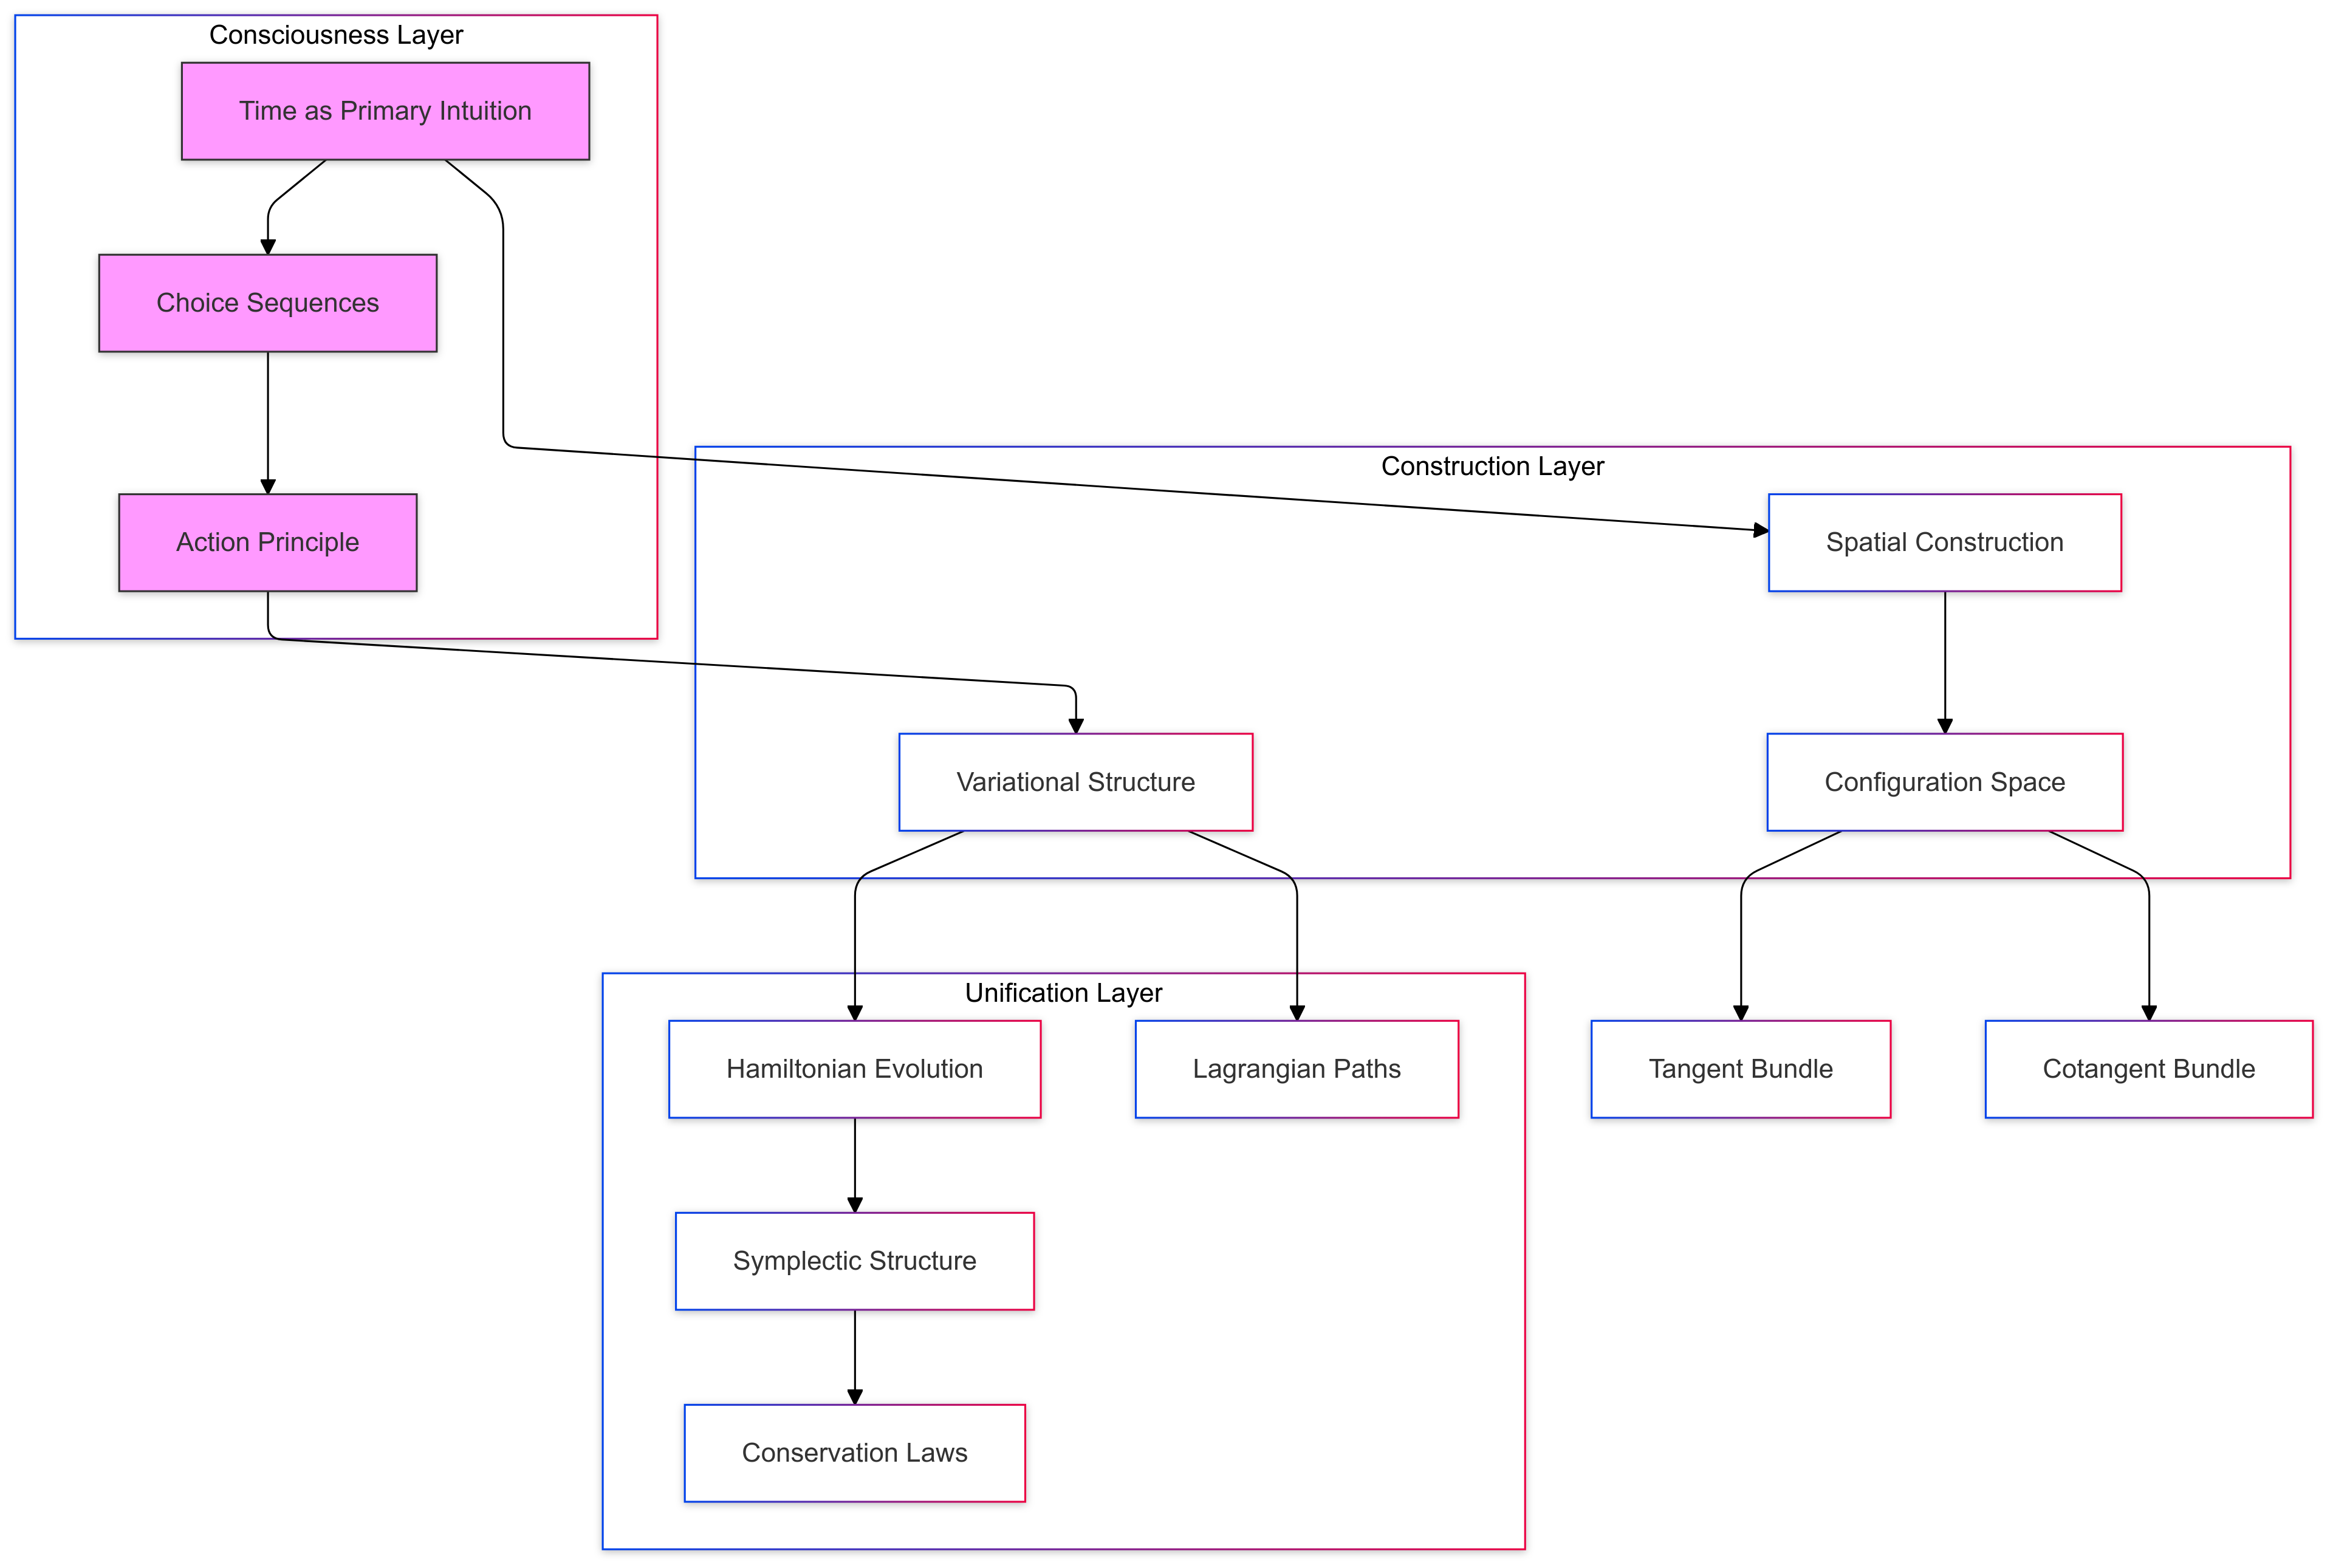 Consciousness Layer
Time as Primary Intuition
Choice Sequences
Action Principle
Construction Layer
Spatial Construction
Variational Structure
Configuration Space
Unification Layer
Hamiltonian Evolution
Lagrangian Paths
Tangent Bundle
Cotangent Bundle
Symplectic Structure
Conservation Laws